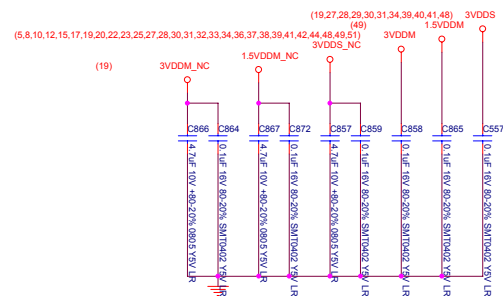 (19,27,28,29,30,31,34,39,40,41,48)
3VDDS
(49)
1.5VDDM
(5,8,10,12,15,17,19,20,22,23,25,27,28,30,31,32,33,34,36,37,38,39,41,42,44,48,49,51)
3VDDS_NC
3VDDM
1.5VDDM_NC
(19)
3VDDM_NC
C866
C864
C867
C872
C857
C859
C858
C865
C557
4.7uF 10V +80-20% 0805 Y5V LR
0.1uF 16V 80-20% SMT0402 Y5V LR
4.7uF 10V +80-20% 0805 Y5V LR
0.1uF 16V 80-20% SMT0402 Y5V LR
4.7uF 10V +80-20% 0805 Y5V LR
0.1uF 16V 80-20% SMT0402 Y5V LR
0.1uF 16V 80-20% SMT0402 Y5V LR
0.1uF 16V 80-20% SMT0402 Y5V LR
0.1uF 16V 80-20% SMT0402 Y5V LR